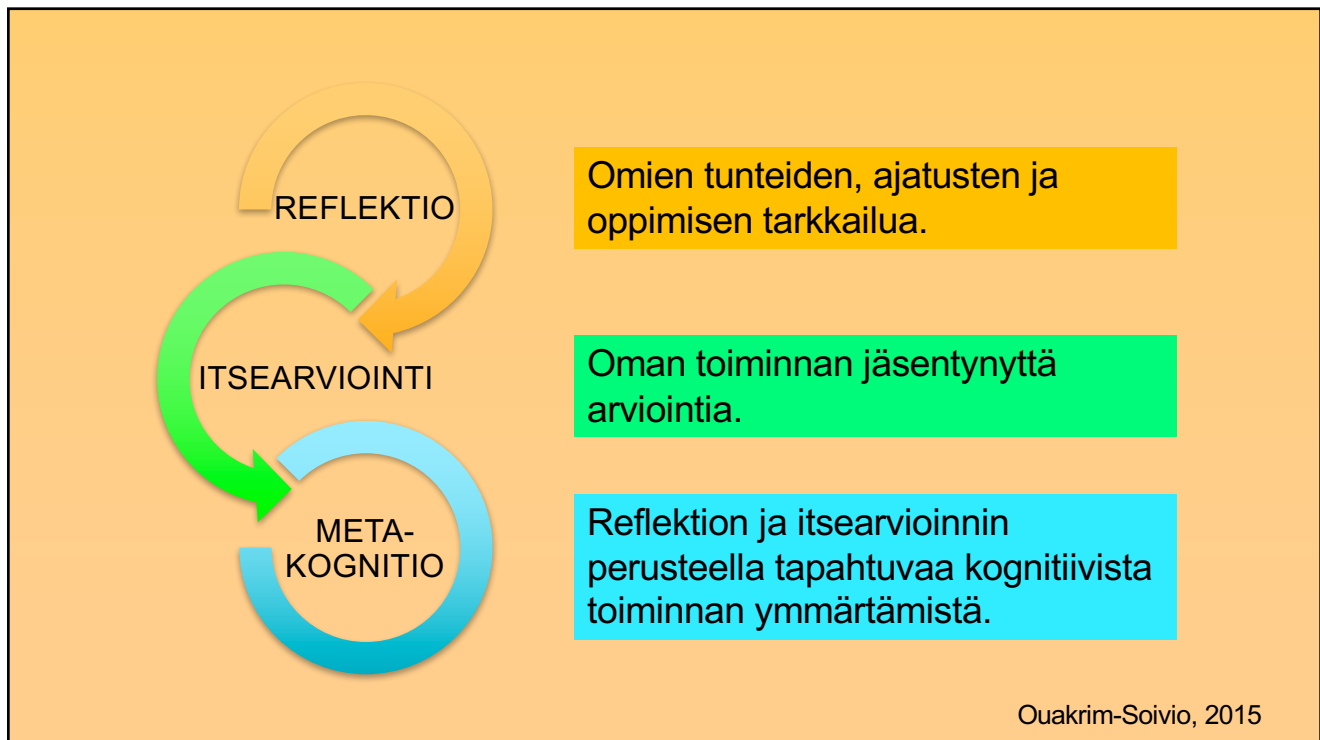 REFLEKTIO
Omien tunteiden, ajatusten ja
oppimisen tarkkailua.
ITSEARVIOINTI
Oman toiminnan jäsentynyttä
arviointia.
META-
KOGNITIO
Reflektion ja itsearvioinnin
perusteella tapahtuvaa kognitiivista
toiminnan ymmärtämistä.
Ouakrim-Soivio, 2015